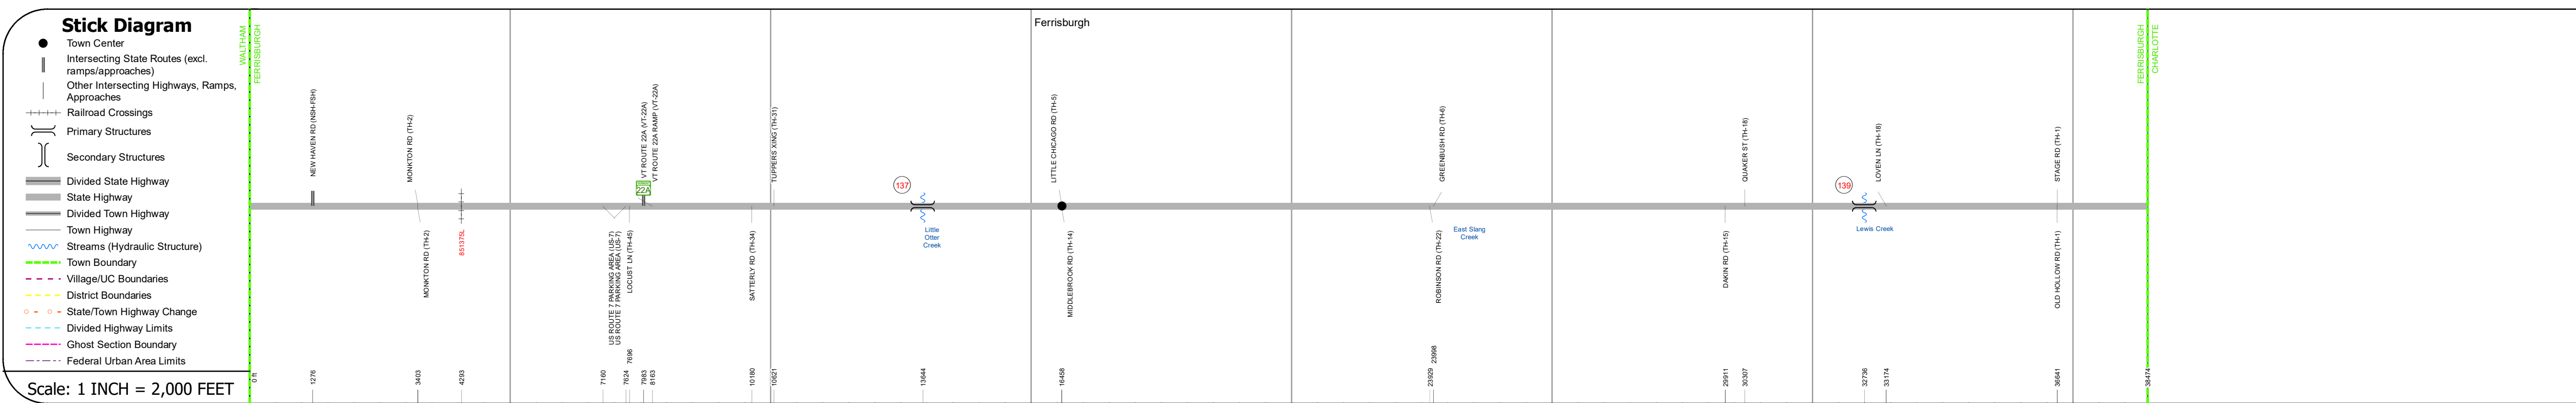 Stick Diagram
Town Center
Intersecting State Routes (excl.
ramps/approaches)
Other Intersecting Highways, Ramps,
Approaches
Railroad Crossings
Primary Structures
Secondary Structures
Divided State Highway
State Highway
Divided Town Highway
Town Highway
Streams (Hydraulic Structure)
Town Boundary
Village/UC Boundaries
District Boundaries
State/Town Highway Change
Divided Highway Limits
Ghost Section Boundary
Federal Urban Area Limits
Scale: 1 INCH = 2,000 FEET
WALTHAM
FERRISBURGH
Ferrisburgh
FERRISBURGH
CHARLOTTE
NEW HAVEN RD (NSH-FSH)
MONKTON RD (TH-2)
VT ROUTE 22A (VT-22A)
VT ROUTE 22A RAMP (VT-22A)
22A
TUPPERS XING (TH-31)
137
LITTLE CHICAGO RD (TH-5)
GREENBUSH RD (TH-6)
QUAKER ST (TH-18)
139
LOVEN LN (TH-18)
STAGE RD (TH-1)
MONKTON RD (TH-2)
851375L
US ROUTE 7 PARKING AREA (US-7)
US ROUTE 7 PARKING AREA (US-7)
LOCUST LN (TH-45)
SATTERLY RD (TH-34)
Little
Otter
Creek
MIDDLEBROOK RD (TH-14)
ROBINSON RD (TH-22)
East Slang
Creek
DAKIN RD (TH-15)
Lewis Creek
OLD HOLLOW RD (TH-1)
0 ft
1276
3403
4293
7160
7624
7696
7983
8163
10180
10621
13644
16458
23929
23998
29911
30307
32736
33174
36641
38474